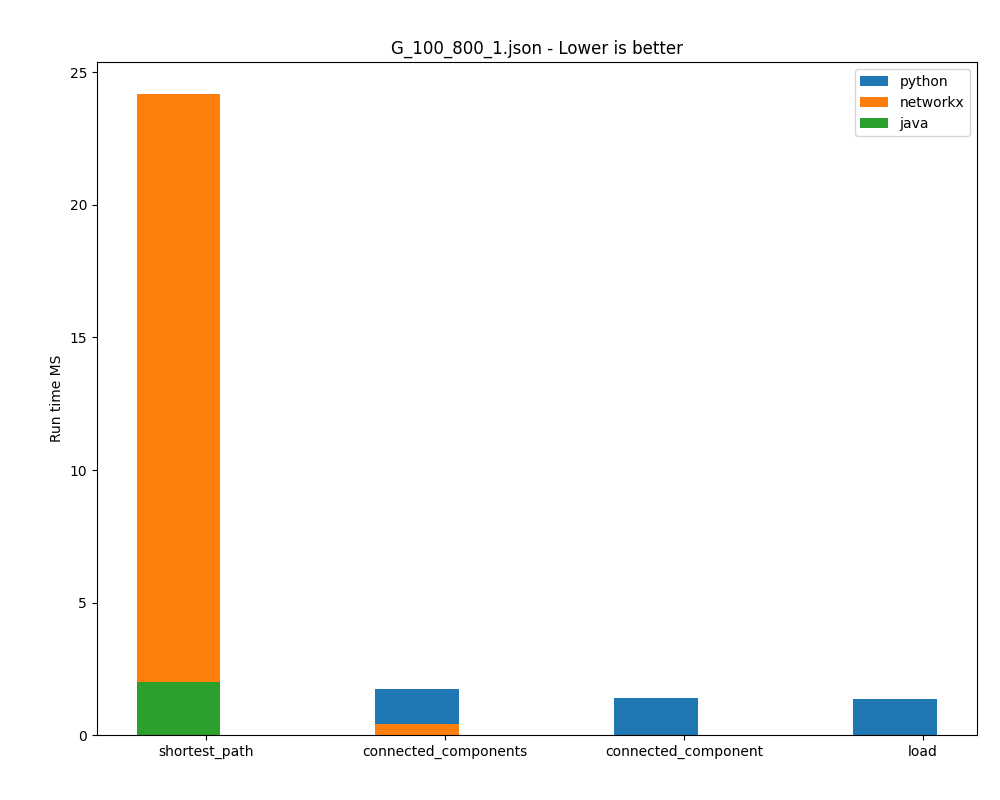 G_100_800_1.json - Lower is better
python
networkx
java
Run time MS
25
20
15
10
5
0
shortest_path
connected_components
connected_component
load